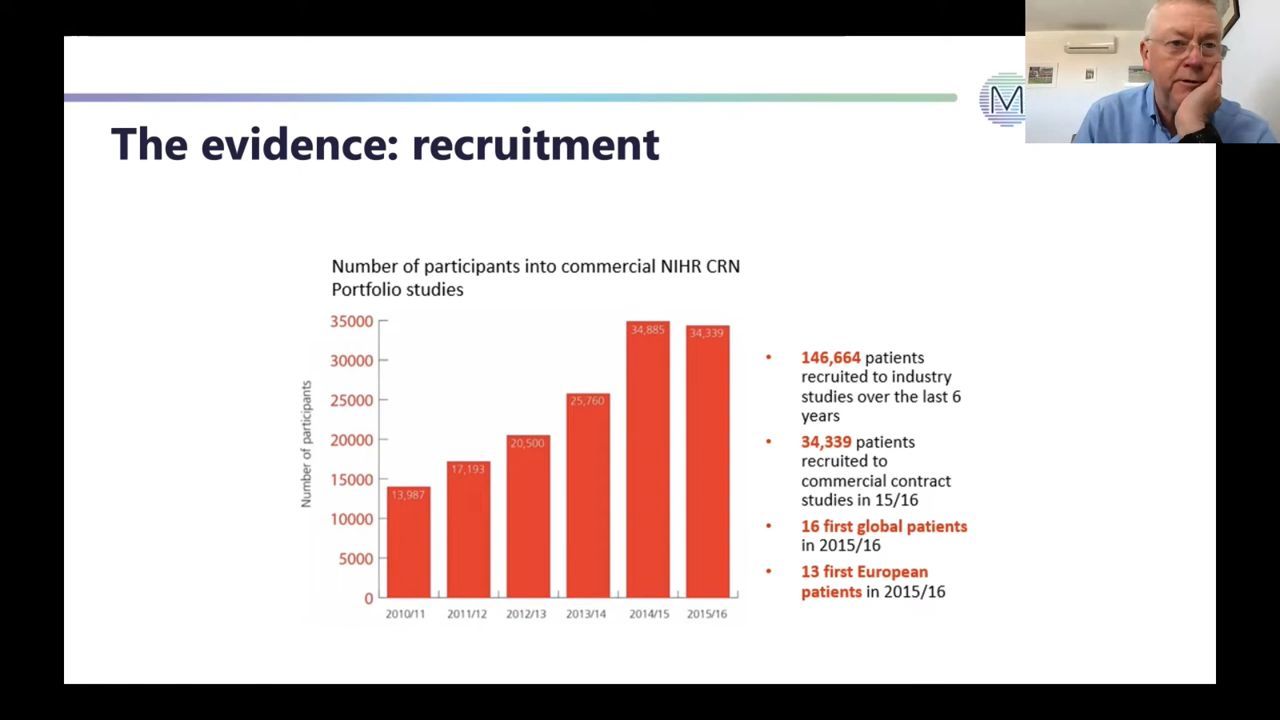 M
The evidence: recruitment
Number of participants into commercial NIHR CRN
Portfolio studies
Number of participants
35000
30000
25000
20000
15000
10000
5000
0
13,987
17,193
20,500
25,760
34,885
34,339
2010/11
2011/12
2012/13
2013/14
2014/15
2015/16
• 146,664 patients
recruited to industry
studies over the last 6
years
• 34,339 patients
recruited to
commercial contract
studies in 15/16
• 16 first global patients
in 2015/16
• 13 first European
patients in 2015/16